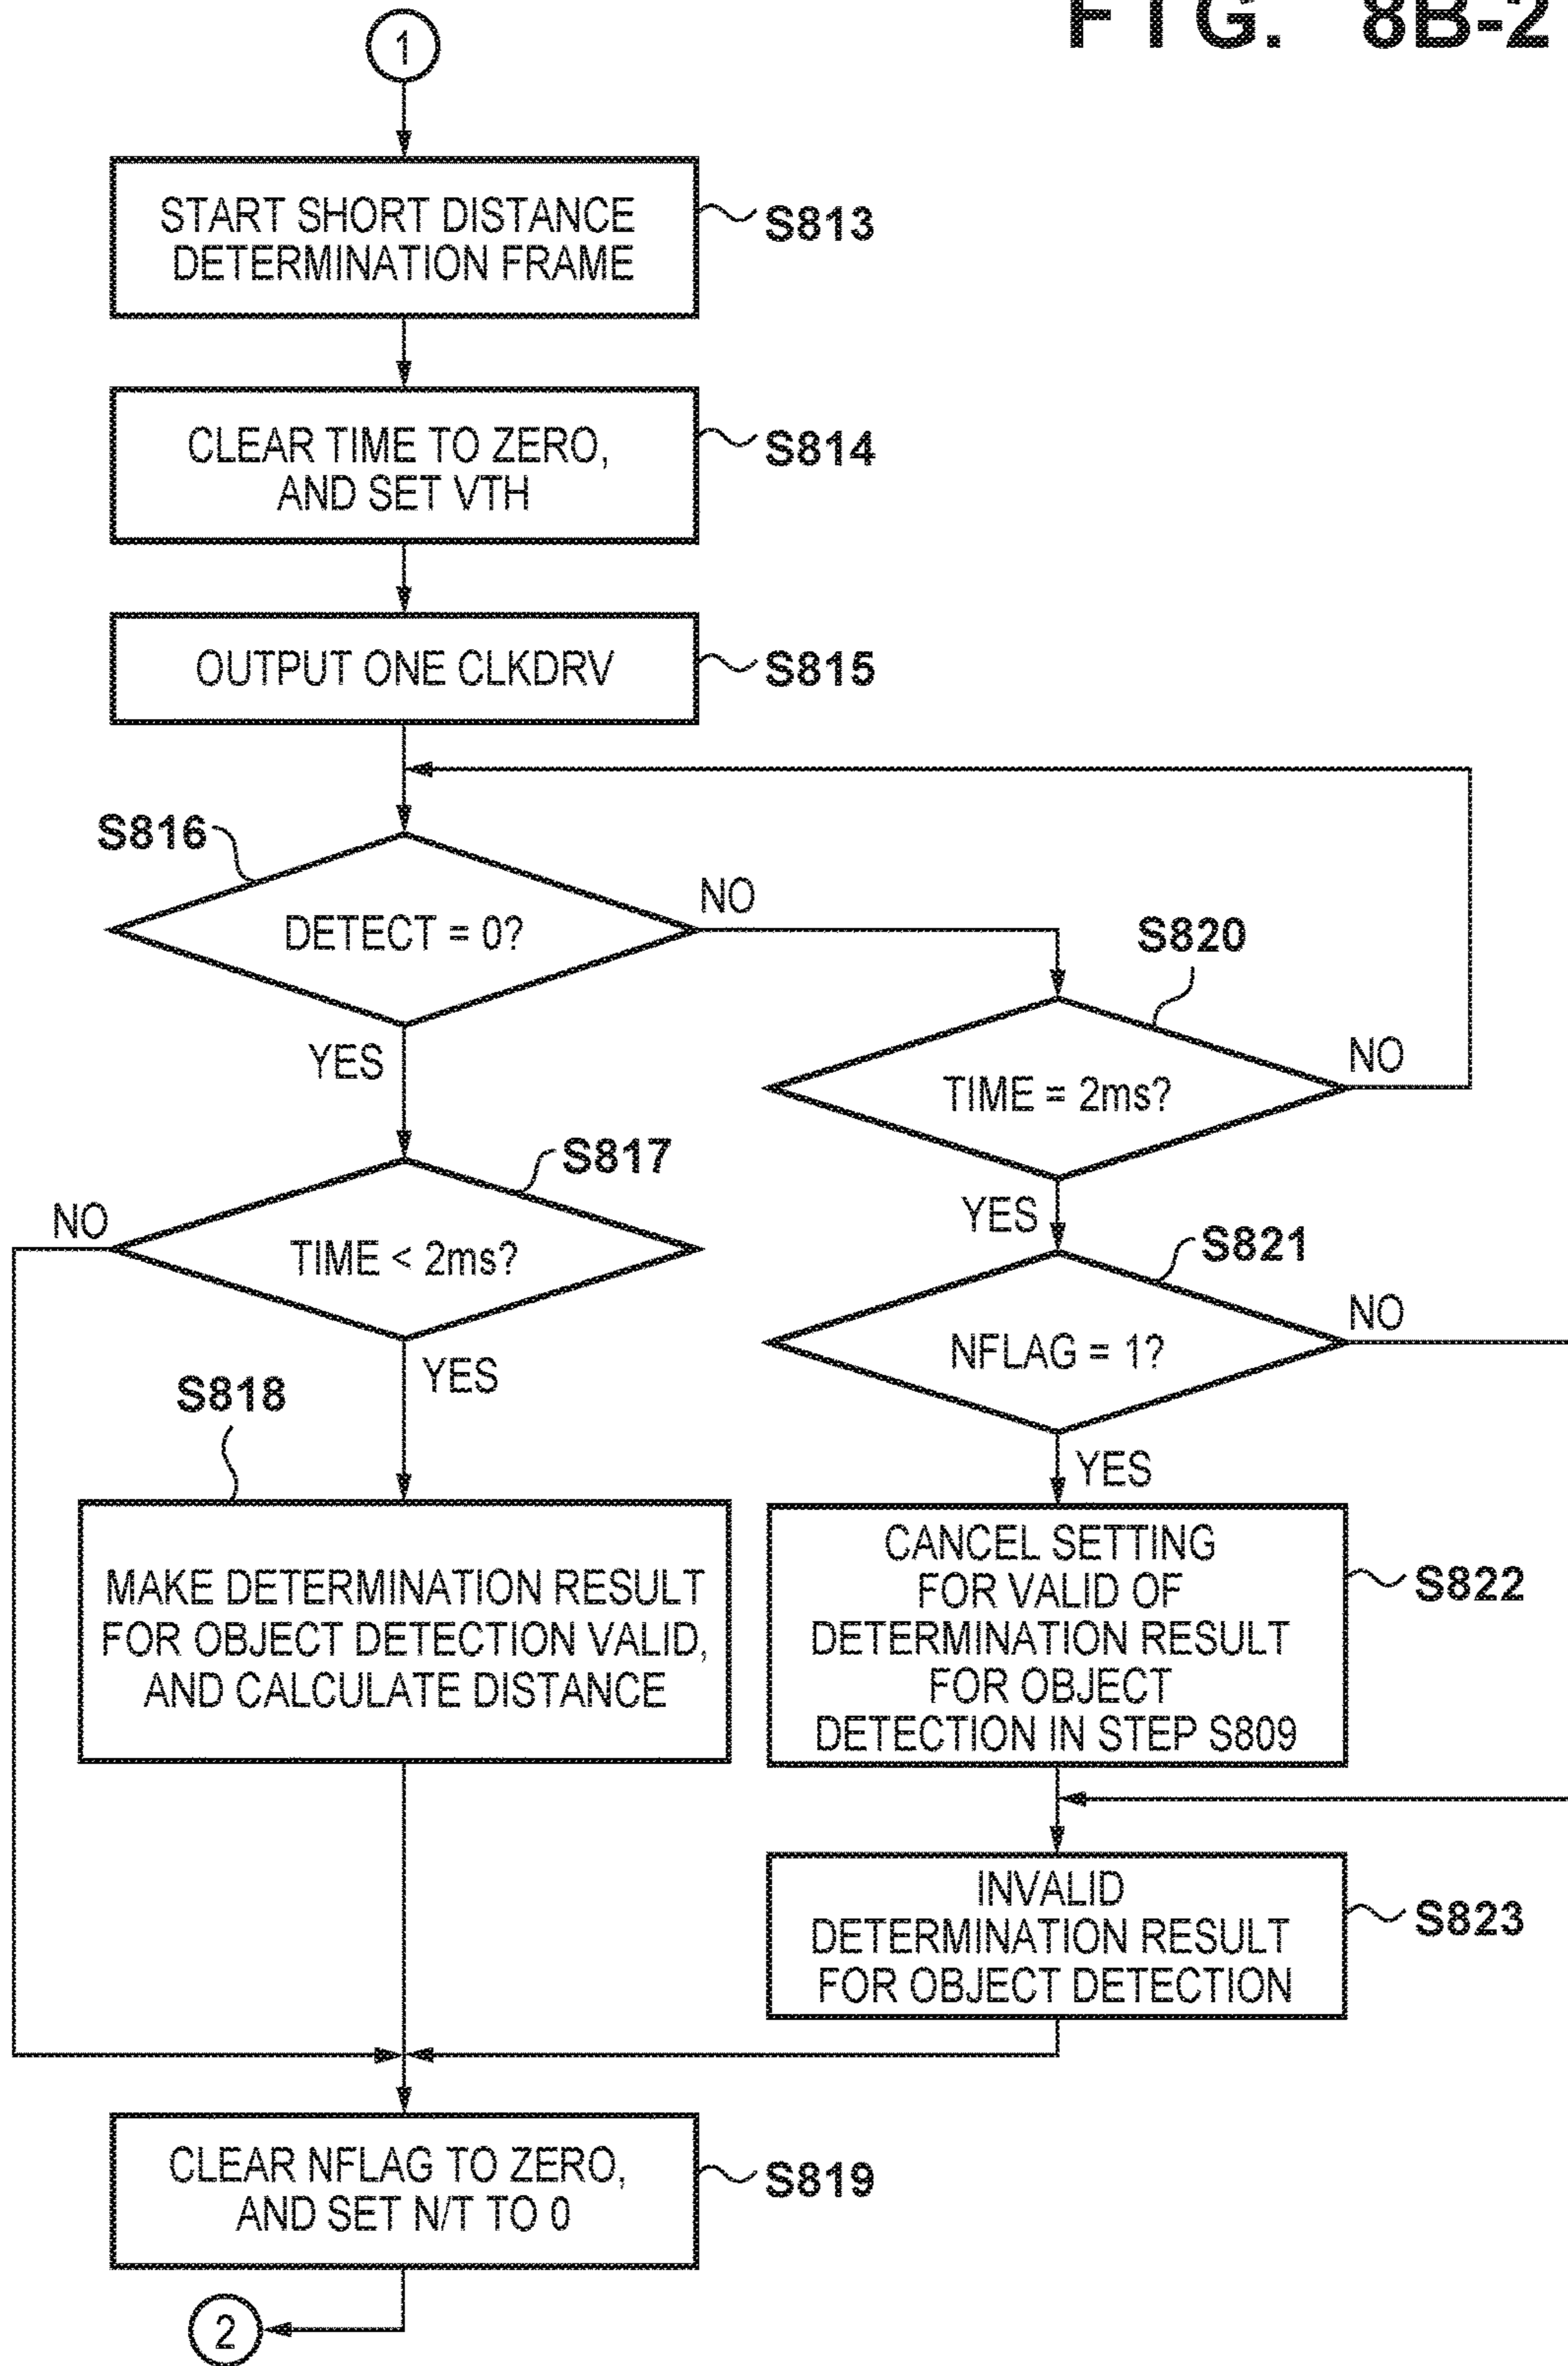 FIG. 8B-2
1
START SHORT DISTANCE
DETERMINATION FRAME
S813
CLEAR TIME TO ZERO,
AND SET VTH
S814
OUTPUT ONE CLKDRV
S815
S816
DETECT = 0?
NO
YES
S820
TIME = 2ms?
NO
YES
S817
TIME < 2ms?
NO
YES
S821
NFLAG = 1?
NO
YES
S818
MAKE DETERMINATION RESULT
FOR OBJECT DETECTION VALID,
AND CALCULATE DISTANCE
CANCEL SETTING
FOR VALID OF
DETERMINATION RESULT
FOR OBJECT
DETECTION IN STEP S809
S822
INVALID
DETERMINATION RESULT
FOR OBJECT DETECTION
S823
CLEAR NFLAG TO ZERO,
AND SET N/T TO 0
S819
2